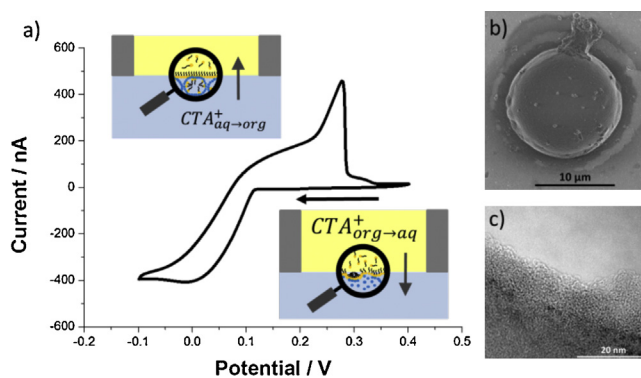 a)
Current / nA
600
400
200
0
-200
-400
-600
-0.2
-0.1
0.0
0.1
0.2
0.3
0.4
0.5
Potential / V
CTA⁺aq→org
CTA⁺org→aq
b)
10 µm
c)
20 nm